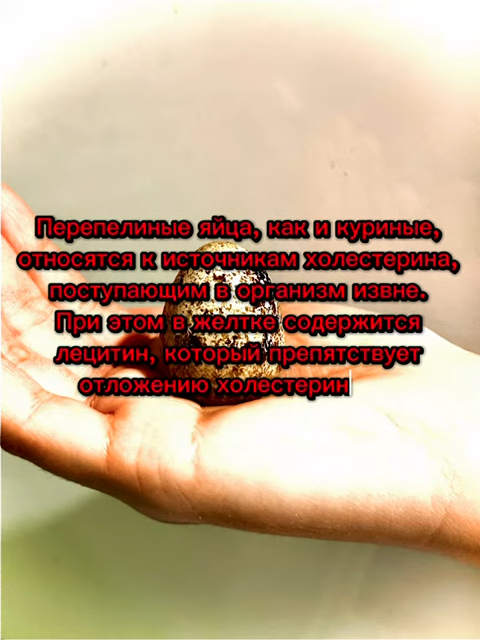 Перепелиные яйца, как и куриные,
относятся к источникам холестерина,
поступающим в организм извне.
При этом в желтке содержится
лецитин, который препятствует
отложению холестерин